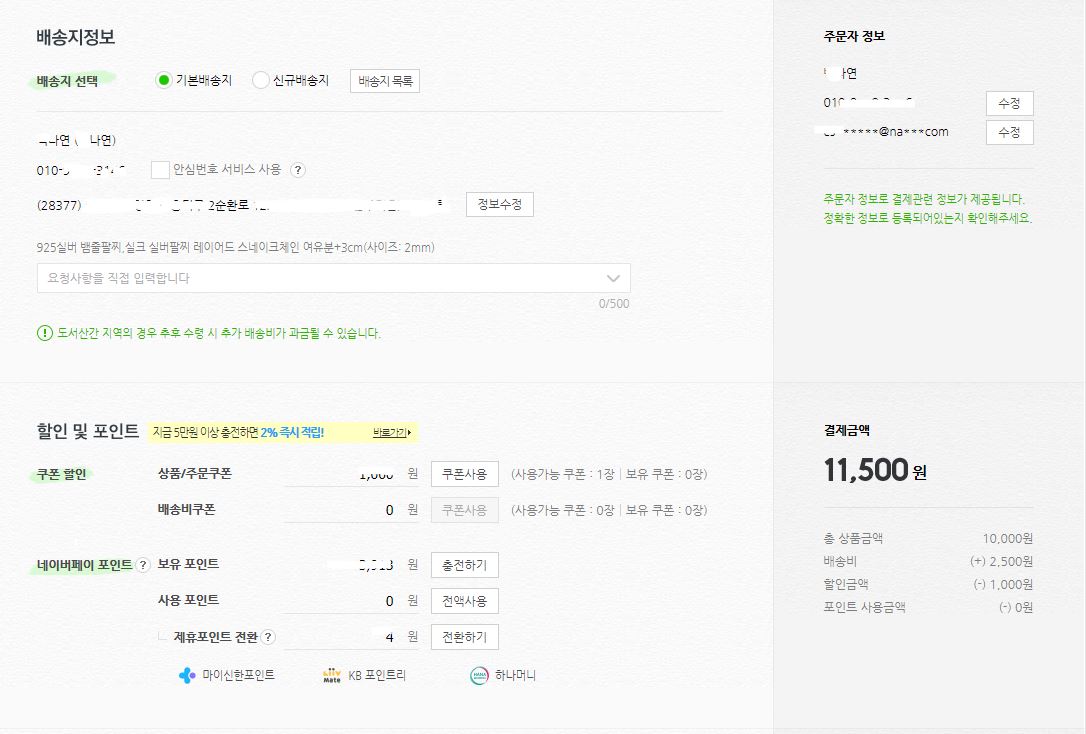 배송지정보
배송지 선택 기본배송지 신규배송지 배송지 목록
나연)
010- 안심번호 서비스 사용 ?
(28377) 2순환로 정보수정
925실버 뱀줄팔찌,실크 실버팔찌 레이어드 스네이크체인 여유분+3cm(사이즈: 2mm)
요청사항을 직접 입력합니다
0/500
! 도서산간 지역의 경우 추후 수령 시 추가 배송비가 과금될 수 있습니다.
할인 및 포인트 지금 5만원 이상 충전하면 2% 즉시 적립! 바로가기
쿠폰 할인 상품/주문쿠폰 원 쿠폰사용 (사용가능 쿠폰 : 1장 | 보유 쿠폰 : 0장)
배송비쿠폰 0 원 쿠폰사용 (사용가능 쿠폰 : 0장 | 보유 쿠폰 : 0장)
네이버페이 포인트 ? 보유 포인트 원 충전하기
사용 포인트 0 원 전액사용
제휴포인트 전환 ? 4 원 전환하기
마이신한포인트 Liiv Mate KB 포인트리 HANA 하나머니
주문자 정보
연
수정
*****@na***com 수정
주문자 정보로 결제관련 정보가 제공됩니다.
정확한 정보로 등록되어있는지 확인해주세요.
결제금액
11,500 원
총 상품금액 10,000원
배송비 (+) 2,500원
할인금액 (-) 1,000원
포인트 사용금액 (-) 0원